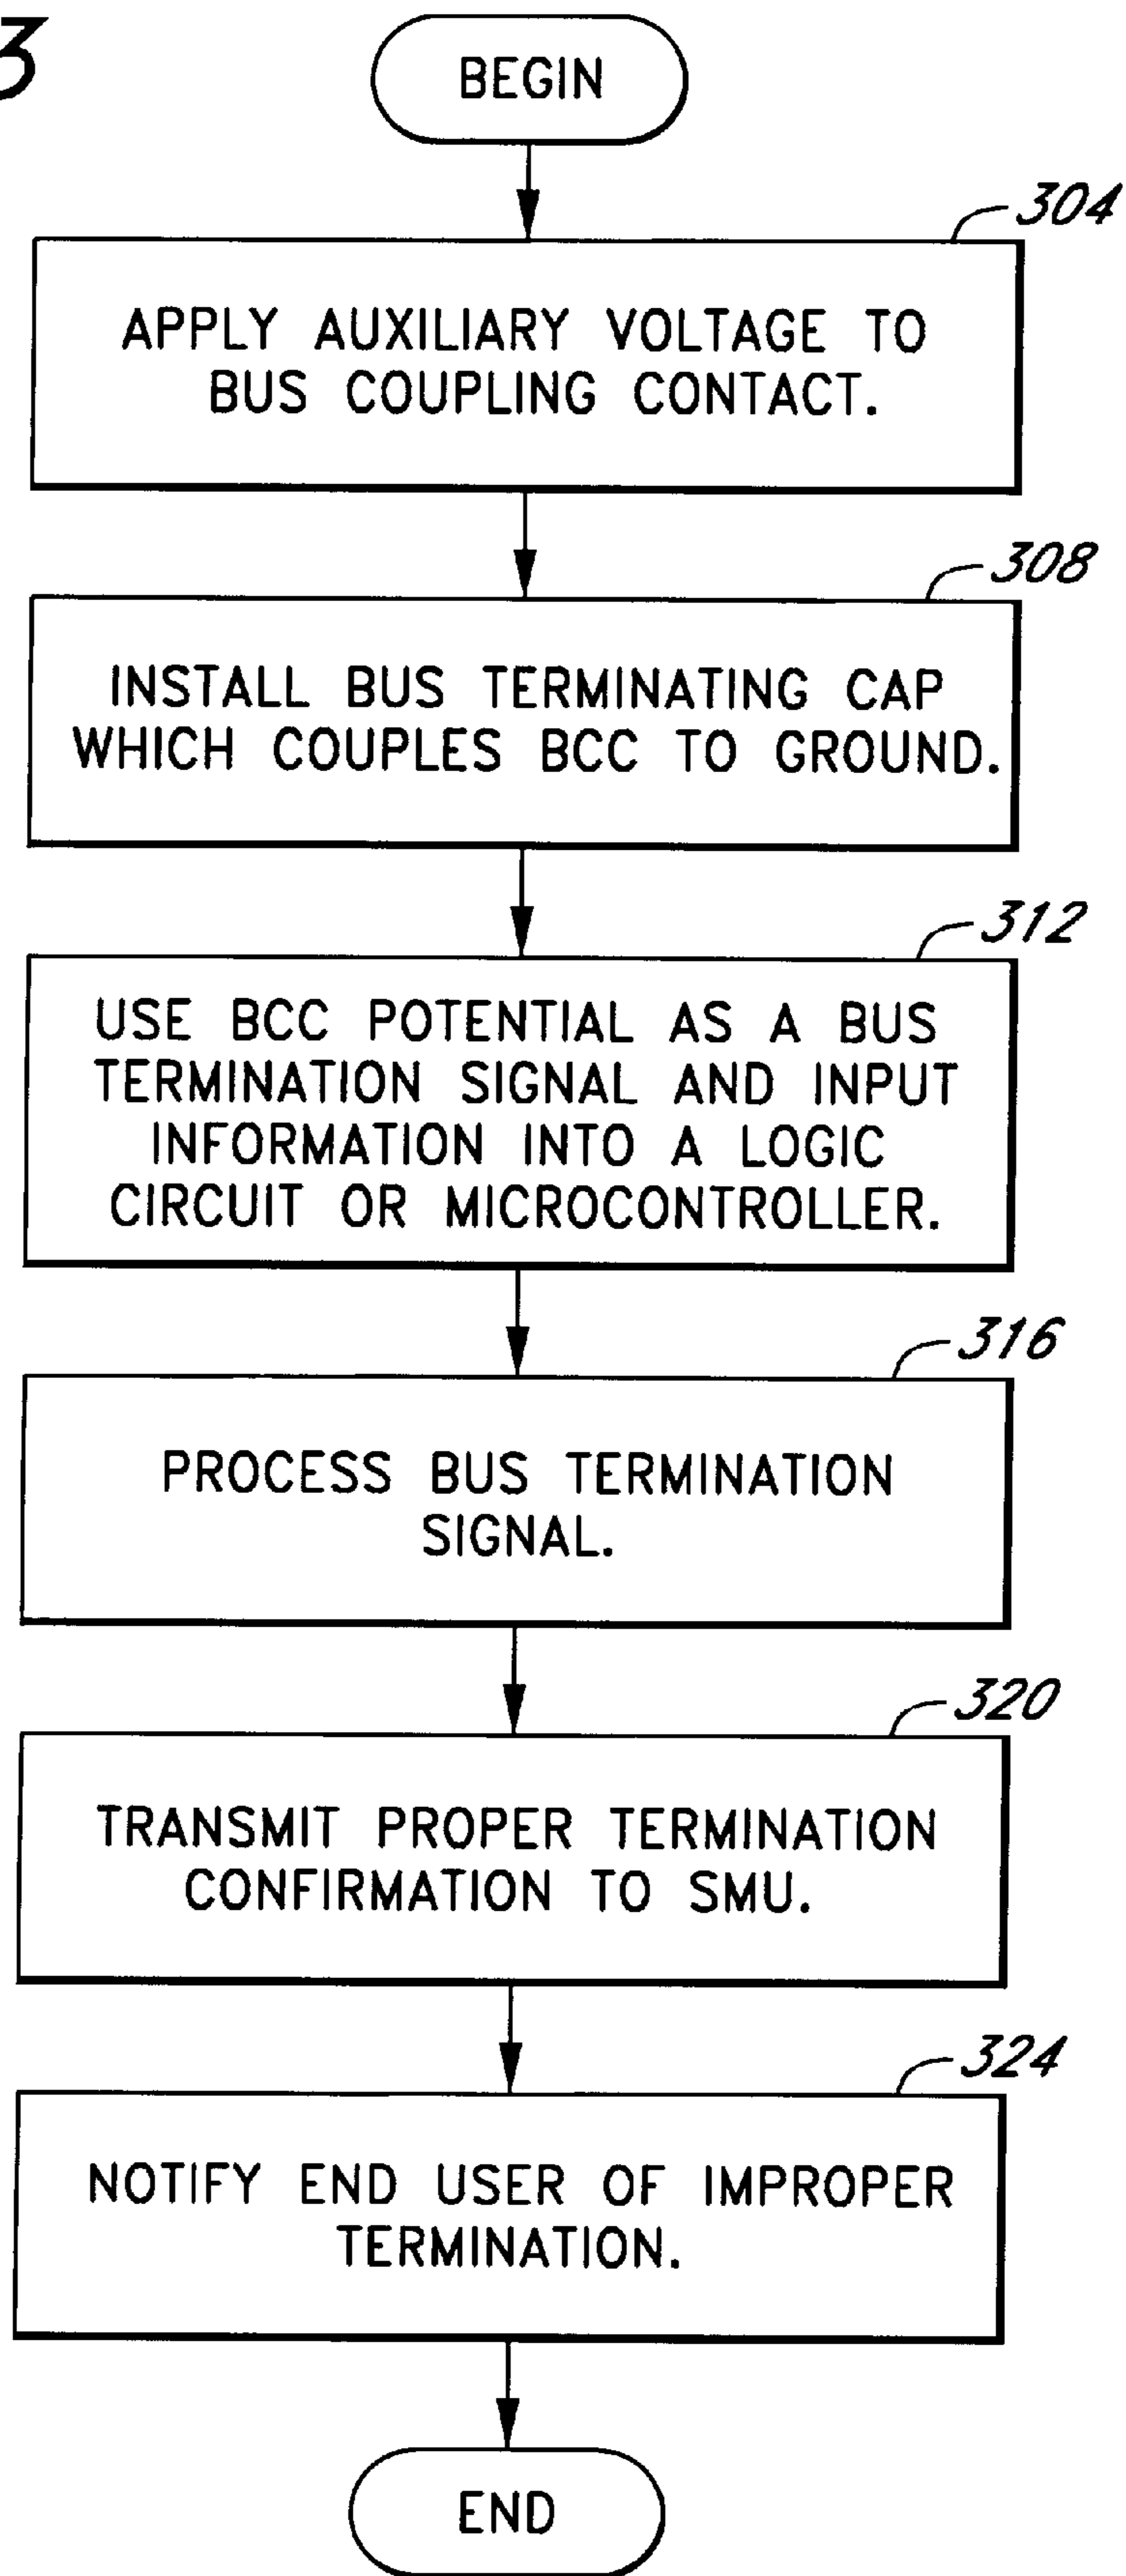 3
BEGIN
304
APPLY AUXILIARY VOLTAGE TO
BUS COUPLING CONTACT.
308
INSTALL BUS TERMINATING CAP
WHICH COUPLES BCC TO GROUND.
312
USE BCC POTENTIAL AS A BUS
TERMINATION SIGNAL AND INPUT
INFORMATION INTO A LOGIC
CIRCUIT OR MICROCONTROLLER.
316
PROCESS BUS TERMINATION
SIGNAL.
320
TRANSMIT PROPER TERMINATION
CONFIRMATION TO SMU.
324
NOTIFY END USER OF IMPROPER
TERMINATION.
END